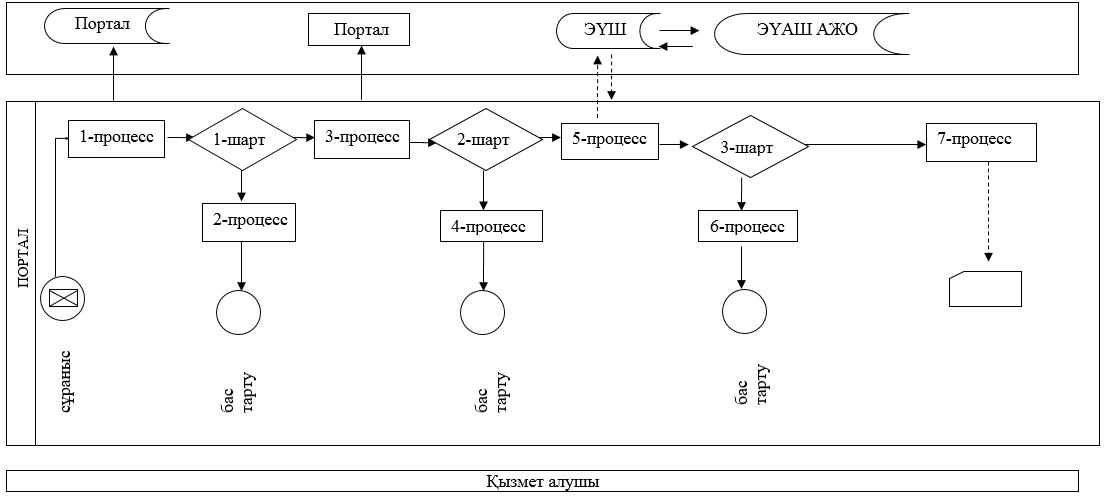 Портал
Портал
ЭҮШ
ЭҮАШ АЖО
ПОРТАЛ
1-процесс
1-шарт
3-процесс
2-шарт
5-процесс
3-шарт
7-процесс
2-процесс
4-процесс
6-процесс
сұраныс
бас
тарту
бас
тарту
бас
тарту
Қызмет алушы